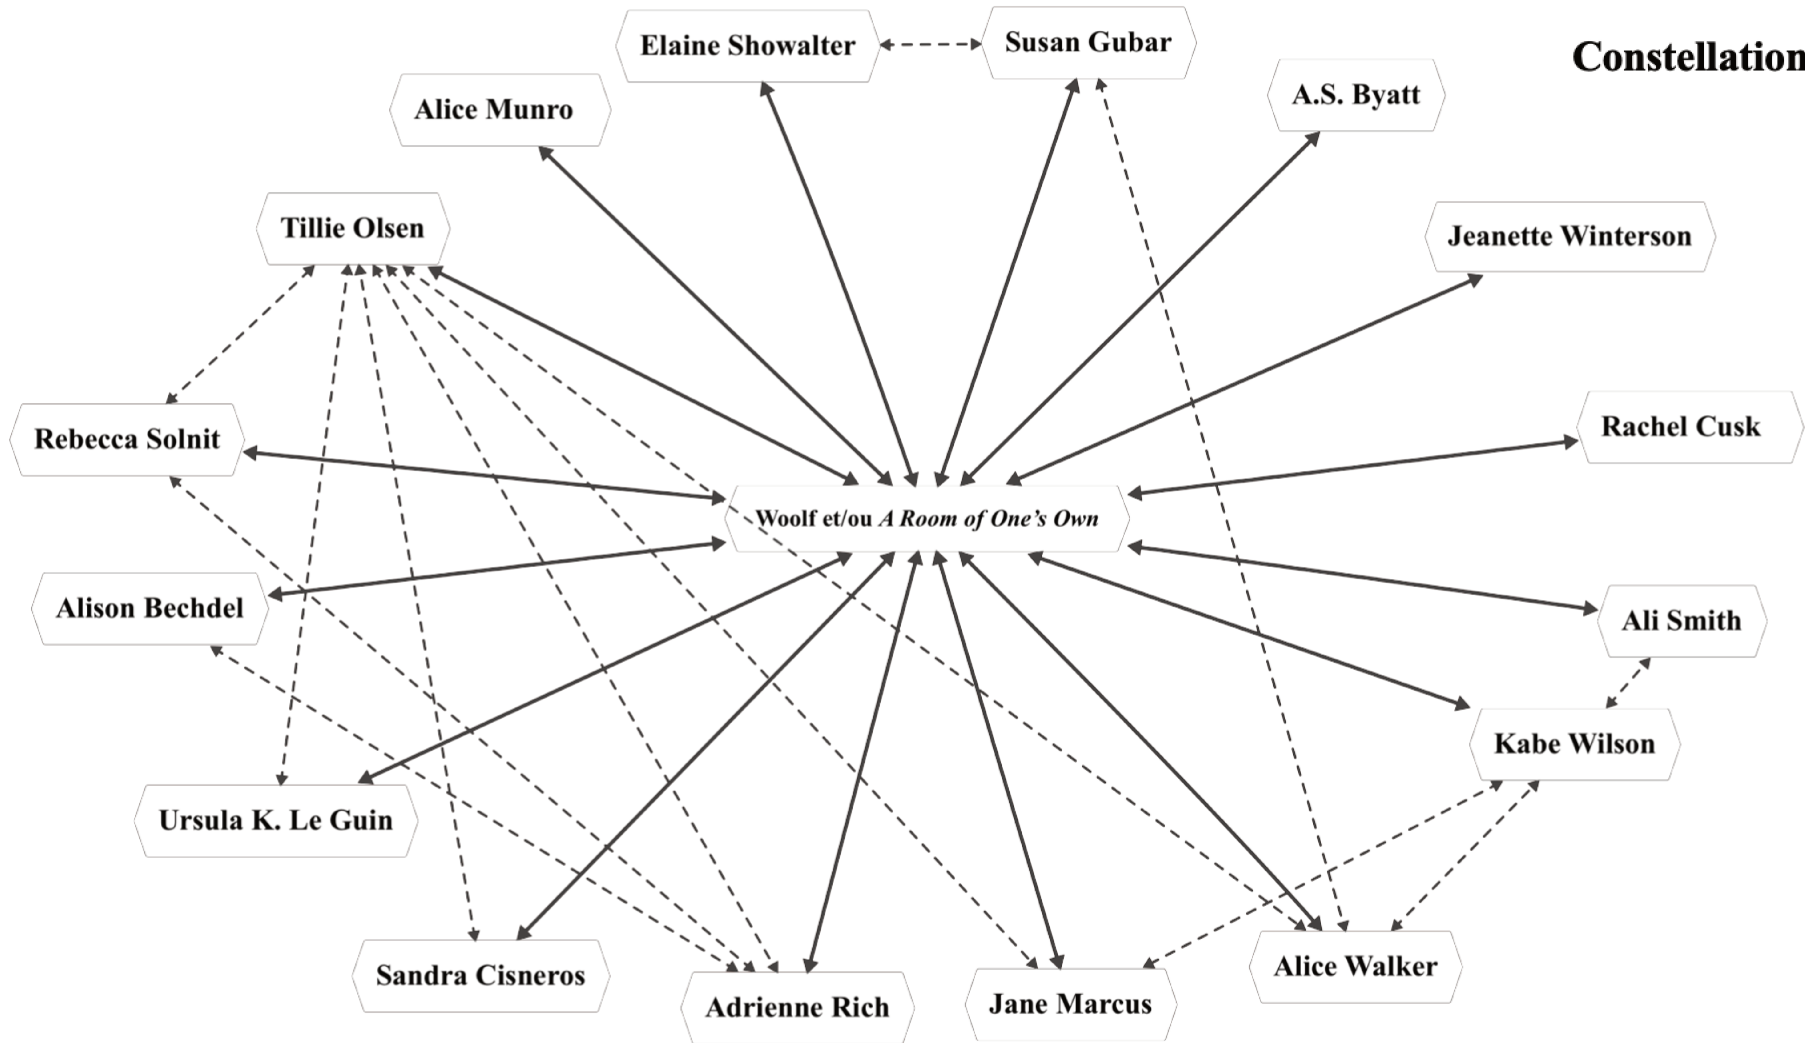 Elaine Showalter
Susan Gubar
Constellation
Alice Munro
A.S. Byatt
Tillie Olsen
Jeanette Winterson
Rebecca Solnit
Rachel Cusk
Woolf et/ou A Room of One’s Own
Alison Bechdel
Ali Smith
Kabe Wilson
Ursula K. Le Guin
Sandra Cisneros
Adrienne Rich
Jane Marcus
Alice Walker